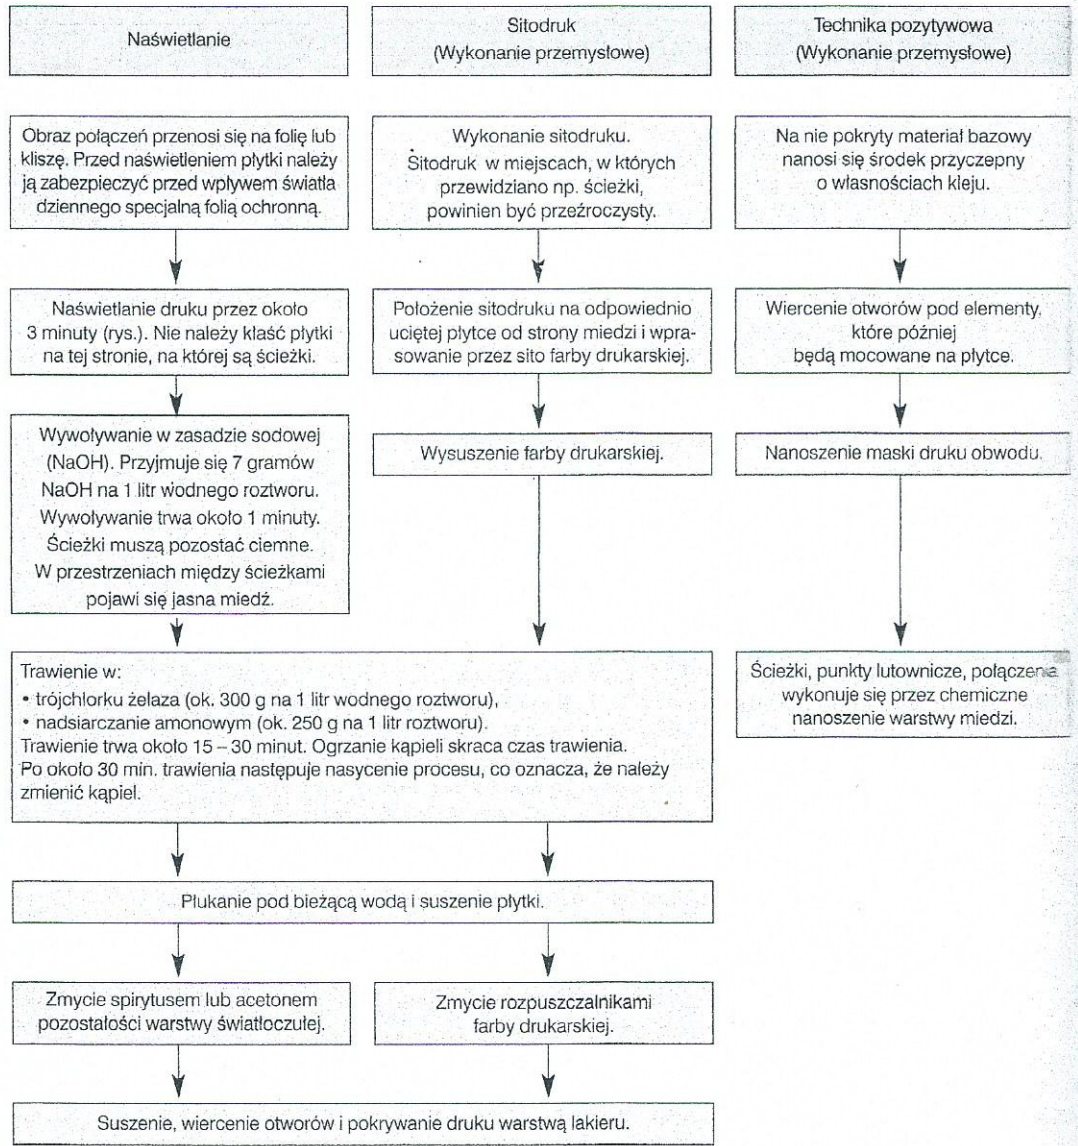 Naświetlanie
Sitodruk
(Wykonanie przemysłowe)
Technika pozytywowa
(Wykonanie przemysłowe)
Obraz połączeń przenosi się na folię lub
kliszę. Przed naświetleniem płytki należy
ją zabezpieczyć przed wpływem światła
dziennego specjalną folią ochronną.
Wykonanie sitodruku.
Sitodruk w miejscach, w których
przewidziano np. ścieżki,
powinien być przeźroczysty.
Na nie pokryty materiał bazowy
nanosi się środek przyczepny
o własnościach kleju.
Naświetlanie druku przez około
3 minuty (rys.). Nie należy kłaść płytki
na tej stronie, na której są ścieżki.
Położenie sitodruku na odpowiednio
uciętej płytce od strony miedzi i wpra-
sowanie przez sito farby drukarskiej.
Wiercenie otworów pod elementy,
które później
będą mocowane na płytce.
Wywoływanie w zasadzie sodowej
(NaOH). Przyjmuje się 7 gramów
NaOH na 1 litr wodnego roztworu.
Wywoływanie trwa około 1 minuty.
Ścieżki muszą pozostać ciemne.
W przestrzeniach między ścieżkami
pojawi się jasna miedź.
Wysuszenie farby drukarskiej.
Nanoszenie maski druku obwodu.
Trawienie w:
• trójchlorku żelaza (ok. 300 g na 1 litr wodnego roztworu),
• nadsiarczanie amonowym (ok. 250 g na 1 litr roztworu).
Trawienie trwa około 15 – 30 minut. Ogrzanie kąpieli skraca czas trawienia.
Po około 30 min. trawienia następuje nasycenie procesu, co oznacza, że należy
zmienić kąpiel.
Ścieżki, punkty lutownicze, połączenia
wykonuje się przez chemiczne
nanoszenie warstwy miedzi.
Płukanie pod bieżącą wodą i suszenie płytki.
Zmycie spirytusem lub acetonem
pozostałości warstwy światłoczułej.
Zmycie rozpuszczalnikami
farby drukarskiej.
Suszenie, wiercenie otworów i pokrywanie druku warstwą lakieru.